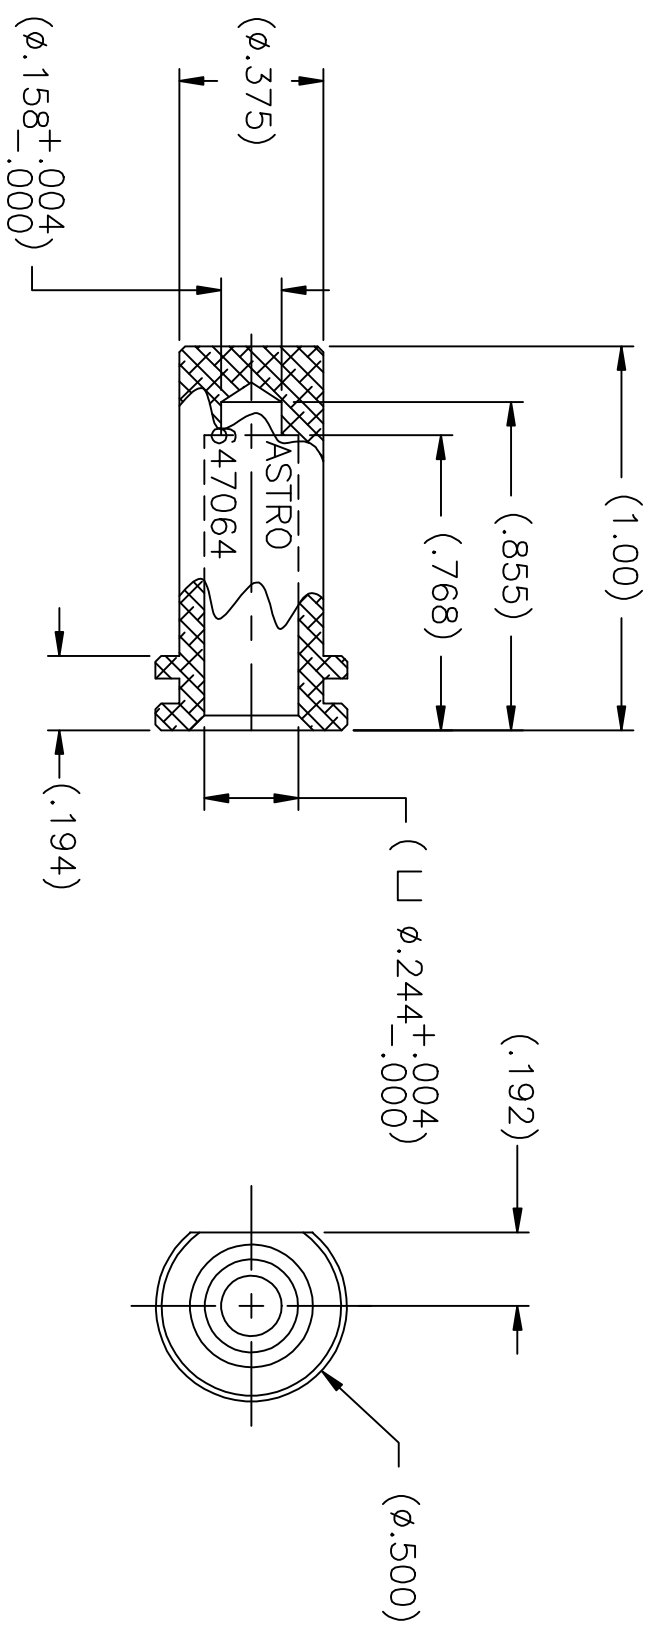 (1.00)
(.855)
(.768)
(ø.375)
(ø.158 +.004
-.000)
ASTRO
647064
(.194)
(⌴ ø.244 +.004
-.000)
(.192)
(ø.500)